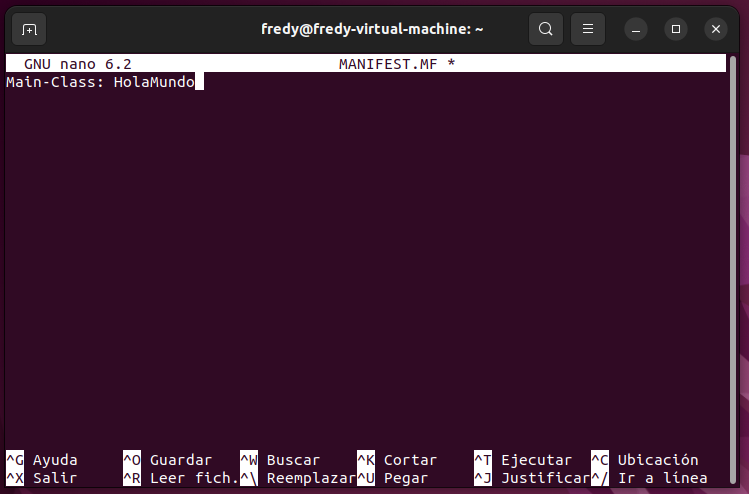 fredy@fredy-virtual-machine: ~
GNU nano 6.2 MANIFEST.MF *
Main-Class: HolaMundo
^G Ayuda ^O Guardar ^W Buscar ^K Cortar ^T Ejecutar ^C Ubicación
^X Salir ^R Leer fich. ^\ Reemplazar ^U Pegar ^J Justificar ^/ Ir a línea